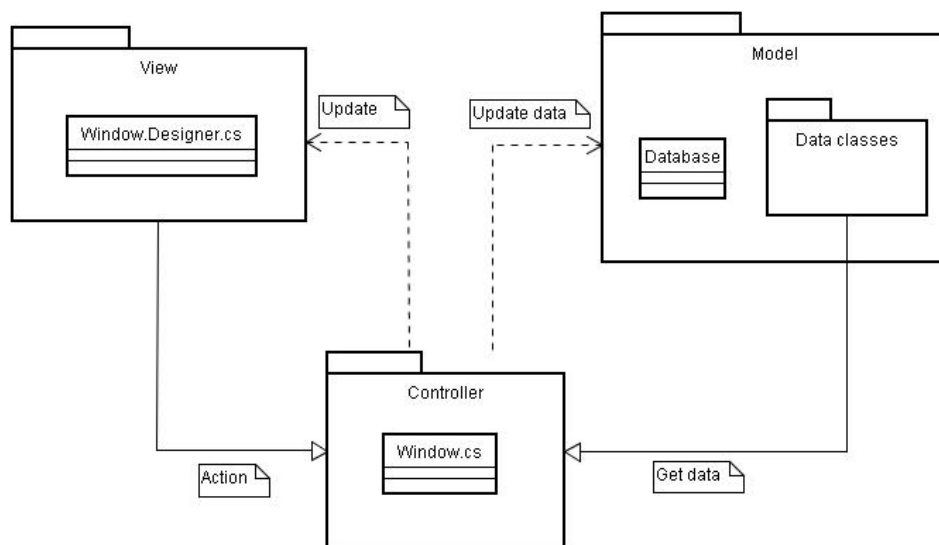 View
Window.Designer.cs
Update
Update data
Model
Database
Data classes
Controller
Window.cs
Action
Get data